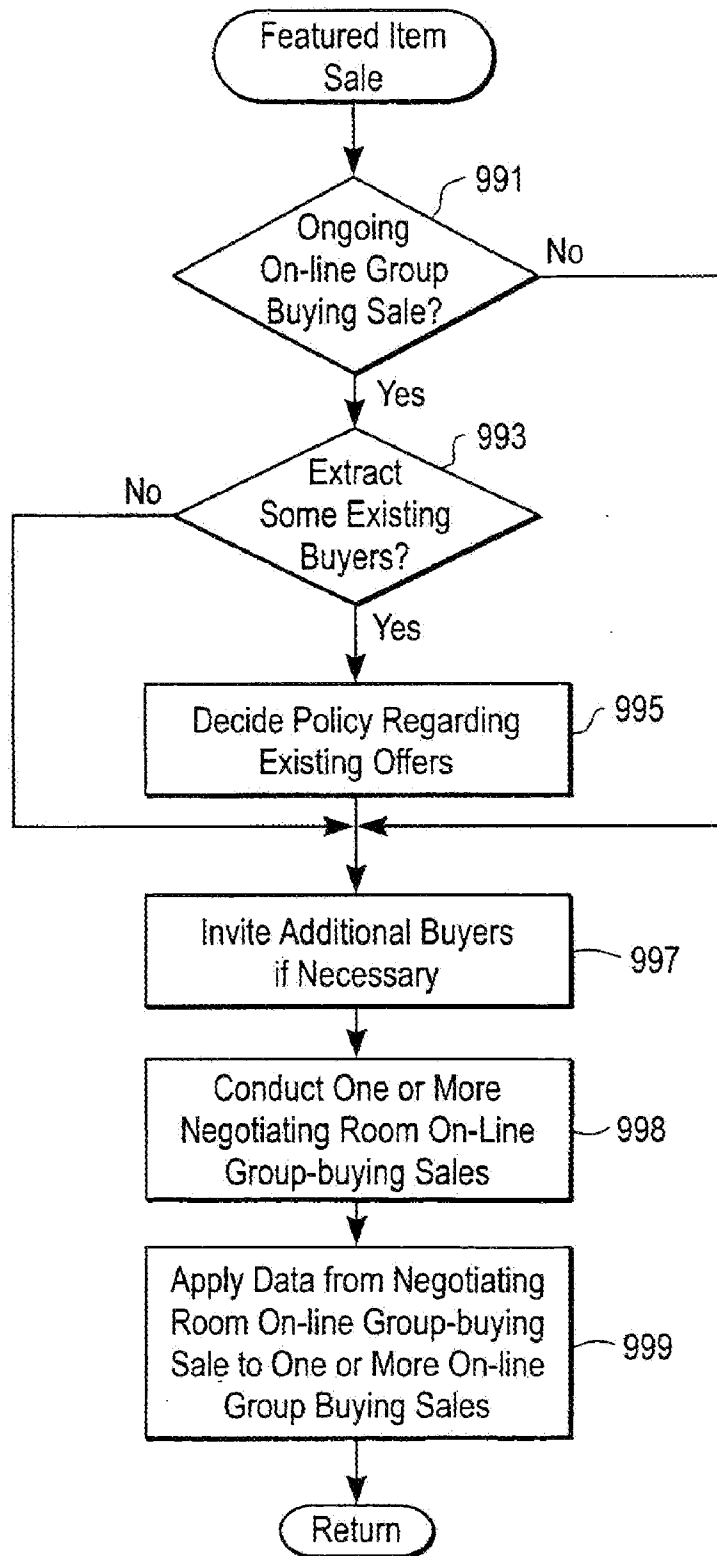 Featured Item
Sale
991
Ongoing
On-line Group
Buying Sale?
No
Yes
993
No
Extract
Some Existing
Buyers?
Yes
Decide Policy Regarding
Existing Offers
995
Invite Additional Buyers
if Necessary
997
Conduct One or More
Negotiating Room On-Line
Group-buying Sales
998
Apply Data from Negotiating
Room On-line Group-buying
Sale to One or More On-line
Group Buying Sales
999
Return